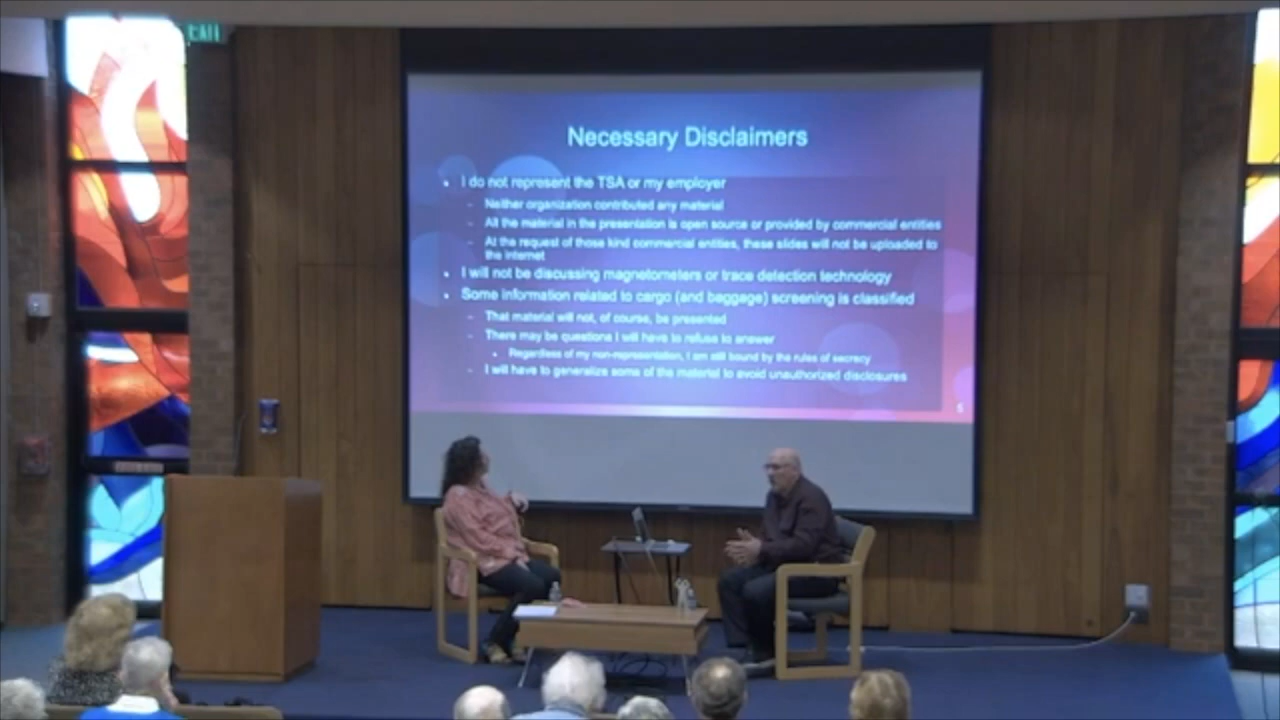 EXIT
Necessary Disclaimers
• I do not represent the TSA or my employer
- Neither organization contributed any material
- All the material in the presentation is open source or provided by commercial entities
- At the request of those kind commercial entities, these slides will not be uploaded to
the internet
• I will not be discussing magnetometers or trace detection technology
• Some information related to cargo (and baggage) screening is classified
- That material will not, of course, be presented
- There may be questions I will have to refuse to answer
• Regardless of my non-representation, I am still bound by the rules of secrecy
- I will have to generalize some of the material to avoid unauthorized disclosures
5